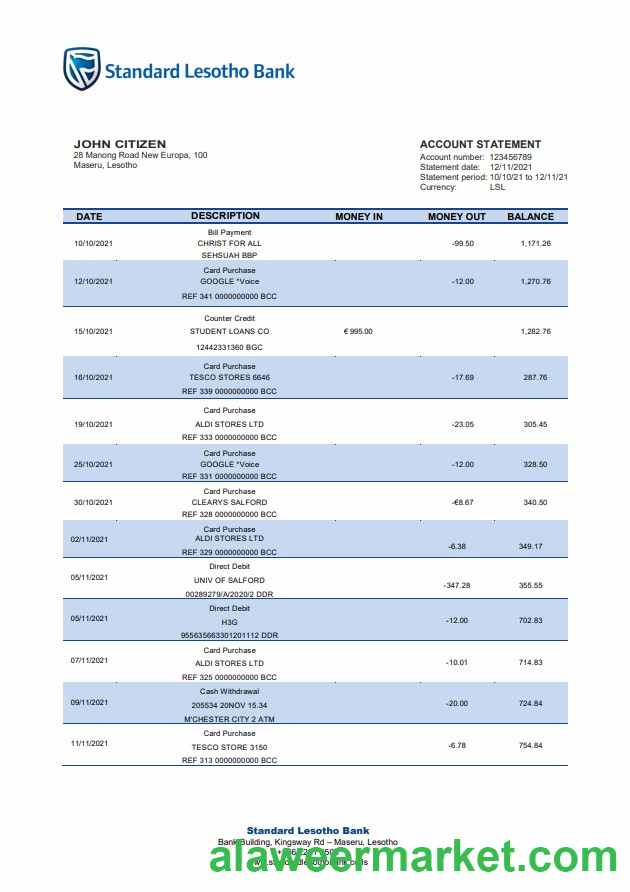 Standard Lesotho Bank
JOHN CITIZEN
28 Manong Road New Europa, 100
Maseru, Lesotho
ACCOUNT STATEMENT
Account number: 123456789
Statement date: 12/11/2021
Statement period: 10/10/21 to 12/11/21
Currency: LSL
DATE DESCRIPTION MONEY IN MONEY OUT BALANCE
Bill Payment
10/10/2021 CHRIST FOR ALL -99.50 1,171.26
SEHSUAH BBP
Card Purchase
12/10/2021 GOOGLE *Voice -12.00 1,270.76
REF 341 0000000000 BCC
Counter Credit
15/10/2021 STUDENT LOANS CO € 995.00 1,282.76
12442331360 BGC
Card Purchase
16/10/2021 TESCO STORES 6646 -17.69 287.76
REF 339 0000000000 BCC
Card Purchase
19/10/2021 ALDI STORES LTD -23.05 305.45
REF 333 0000000000 BCC
Card Purchase
25/10/2021 GOOGLE *Voice -12.00 328.50
REF 331 0000000000 BCC
Card Purchase
30/10/2021 CLEARYS SALFORD -€8.67 340.50
REF 328 0000000000 BCC
Card Purchase
02/11/2021 ALDI STORES LTD -6.38 349.17
REF 329 0000000000 BCC
Direct Debit
05/11/2021 UNIV OF SALFORD -347.28 355.55
00289279/A/2020/2 DDR
Direct Debit
05/11/2021 H3G -12.00 702.83
955635663301201112 DDR
Card Purchase
07/11/2021 ALDI STORES LTD -10.01 714.83
REF 325 0000000000 BCC
Cash Withdrawal
09/11/2021 205534 20NOV 15.34 -20.00 724.84
M'CHESTER CITY 2 ATM
Card Purchase
11/11/2021 TESCO STORE 3150 -6.78 754.84
REF 313 0000000000 BCC
Standard Lesotho Bank
Bank Building, Kingsway Rd – Maseru, Lesotho
alaweermarket.com